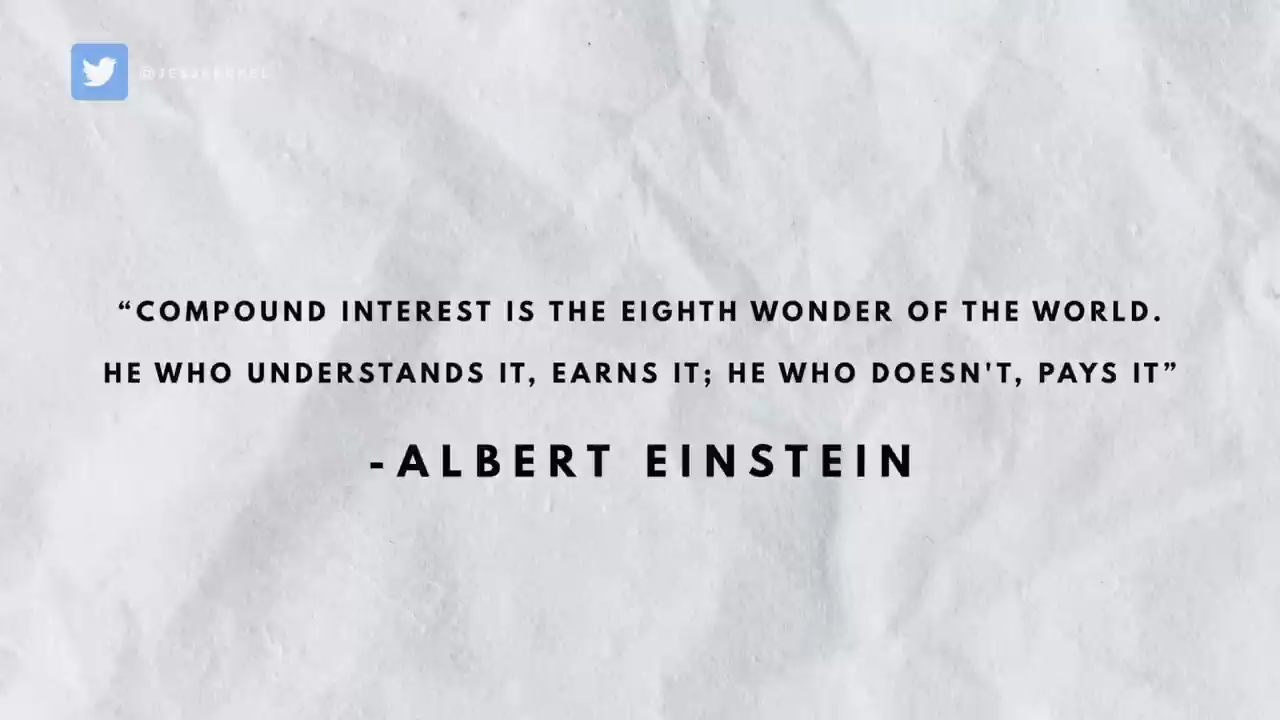 “COMPOUND INTEREST IS THE EIGHTH WONDER OF THE WORLD.
HE WHO UNDERSTANDS IT, EARNS IT; HE WHO DOESN'T, PAYS IT”
-ALBERT EINSTEIN